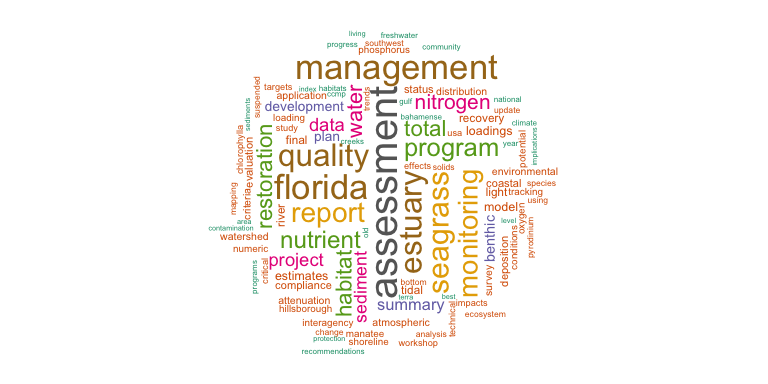 living
freshwater
progress
southwest
community
phosphorus
management
suspended
targets
index
habitats
application
ccmp
trends
water
status
distribution
gulf
nitrogen
national
development
update
sediments
loading
data
bahamense
recovery
climate
study
plan
total
usa
loadings
chlorophylla
final
creeks
program
year
potential
implications
restoration
evaluation
quality
assessment
effects
solids
environmental
florida
estuary
seagrass
monitoring
coastal
species
light
tracking
mapping
criteria
river
report
model
using
area
contamination
old
level
oxygen
watershed
nutrient
benthic
conditions
pyrodinium
numeric
project
habitat
sediment
deposition
programs
critical
estimates
compliance
bottom
tidal
survey
terra
best
attenuation
summary
impacts
hillsborough
technical
ecosystem
interagency
atmospheric
change
manatee
analysis
protection
shoreline
workshop
recommendations